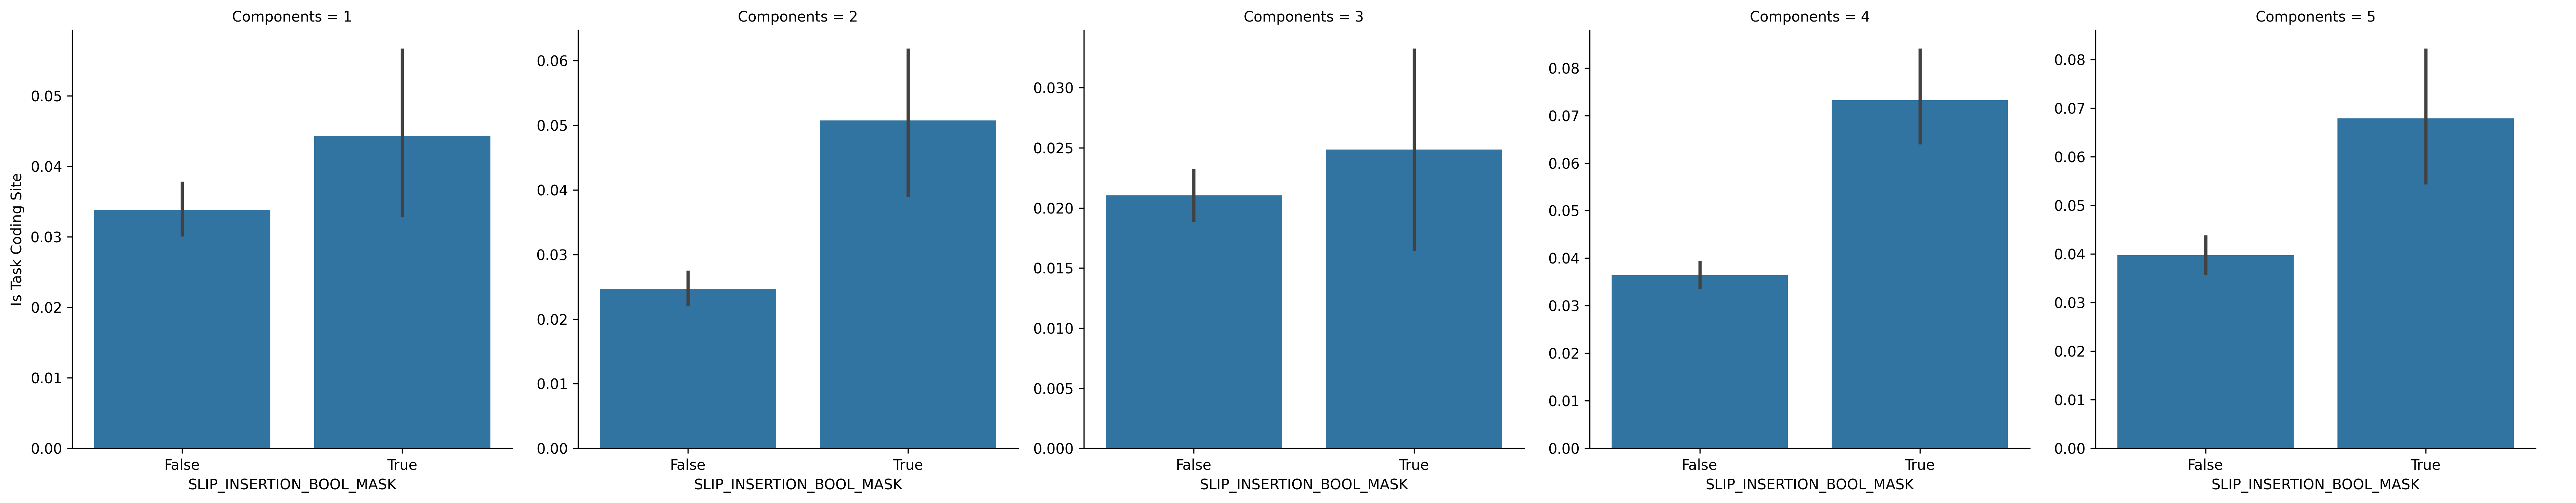 Components = 1
Components = 2
Components = 3
Components = 4
Components = 5
Is Task Coding Site
0.05
0.04
0.03
0.02
0.01
0.00
0.06
0.05
0.04
0.03
0.02
0.01
0.00
0.030
0.025
0.020
0.015
0.010
0.005
0.000
0.08
0.07
0.06
0.05
0.04
0.03
0.02
0.01
0.00
0.08
0.07
0.06
0.05
0.04
0.03
0.02
0.01
0.00
False True
False True
False True
False True
False True
SLIP_INSERTION_BOOL_MASK
SLIP_INSERTION_BOOL_MASK
SLIP_INSERTION_BOOL_MASK
SLIP_INSERTION_BOOL_MASK
SLIP_INSERTION_BOOL_MASK